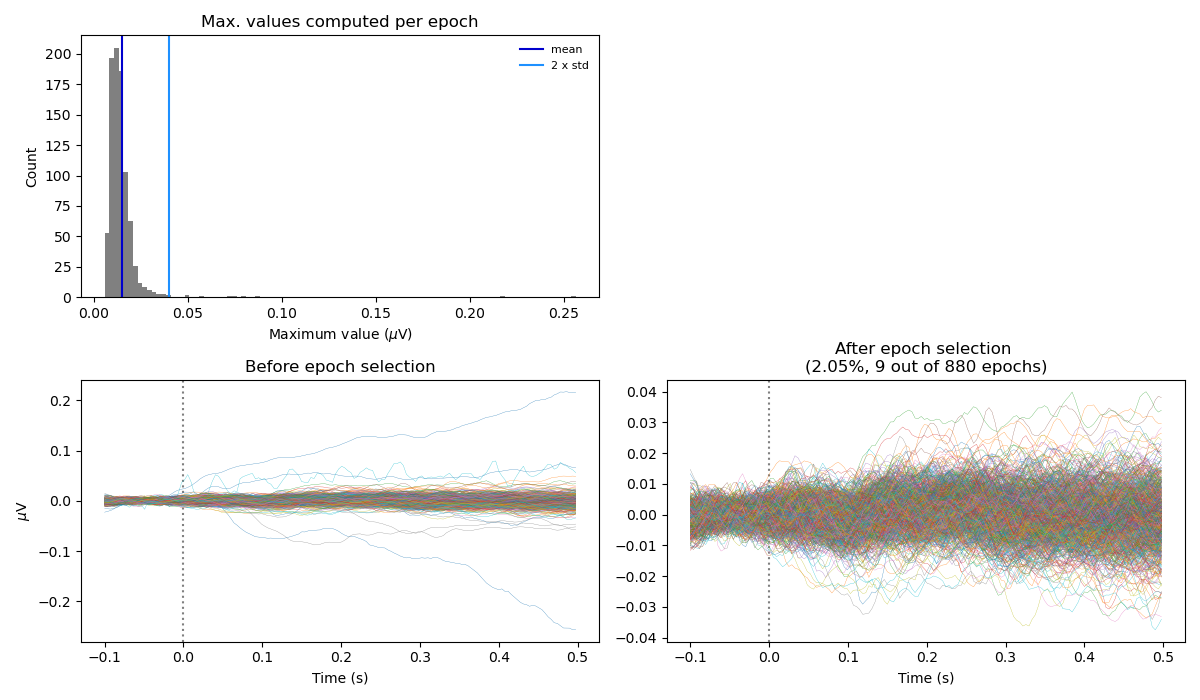 Max. values computed per epoch
mean
2 x std
200
175
150
125
100
75
50
25
0
Count
0.00 0.05 0.10 0.15 0.20 0.25
Maximum value (μV)
Before epoch selection
0.2
0.1
0.0
−0.1
−0.2
μV
−0.1 0.0 0.1 0.2 0.3 0.4 0.5
Time (s)
After epoch selection
(2.05%, 9 out of 880 epochs)
0.04
0.03
0.02
0.01
0.00
−0.01
−0.02
−0.03
−0.04
−0.1 0.0 0.1 0.2 0.3 0.4 0.5
Time (s)